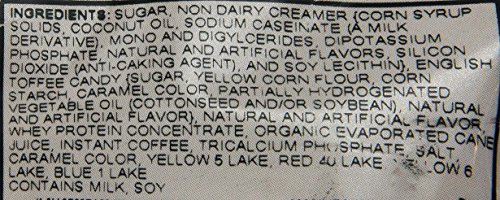 INGREDIENTS: SUGAR, NON DAIRY CREAMER {CORN SYRUP
SOLIDS, COCONUT OIL, SODIUM CASEINATE (A MILK
DERIVATIVE), MONO AND DIGYLCERIDES, DIPOTASSIUM
PHOSPHATE, NATURAL AND ARTIFICIAL FLAVORS, SILICON
DIOXIDE (ANTI-CAKING AGENT), AND SOY LECITHIN}, ENGLISH
TOFFEE CANDY {SUGAR, YELLOW CORN FLOUR, CORN
STARCH, CARAMEL COLOR, PARTIALLY HYDROGENATED
VEGETABLE OIL (COTTONSEED AND/OR SOYBEAN), NATURAL
AND ARTIFICIAL FLAVOR}, NATURAL AND ARTIFICIAL FLAVOR,
WHEY PROTEIN CONCENTRATE, ORGANIC EVAPORATED CANE
JUICE, INSTANT COFFEE, TRICALCIUM PHOSPHATE, SALT,
CARAMEL COLOR, YELLOW 5 LAKE, RED 40 LAKE, YELLOW 6
LAKE, BLUE 1 LAKE
CONTAINS MILK, SOY